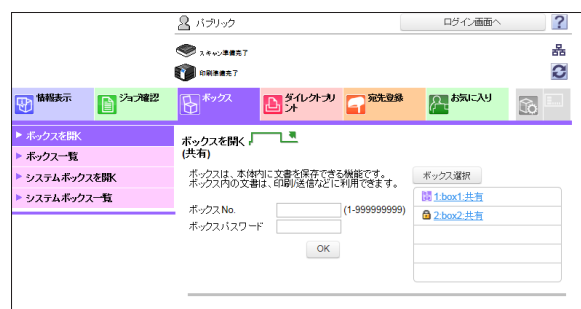 パブリック
ログイン画面へ
?
スキャン準備完了
印刷準備完了
情報表示
ジョブ確認
ボックス
ダイレクトプリント
宛先登録
お気に入り
ボックスを開く
ボックス一覧
システムボックスを開く
システムボックス一覧
ボックスを開く
(共有)
ボックスは、本体内に文書を保存できる機能です。
ボックス内の文書は、印刷/送信などに利用できます。
ボックスNo.
(1-999999999)
ボックスパスワード
OK
ボックス選択
1:box1:共有
2:box2:共有